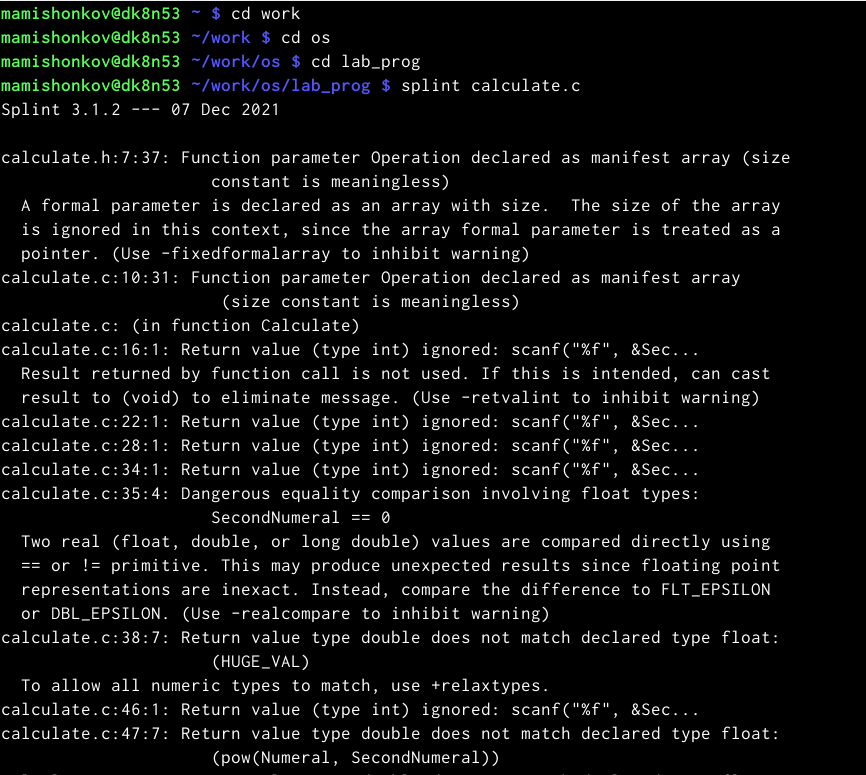 mamishonkov@dk8n53 ~ $ cd work
mamishonkov@dk8n53 ~/work $ cd os
mamishonkov@dk8n53 ~/work/os $ cd lab_prog
mamishonkov@dk8n53 ~/work/os/lab_prog $ splint calculate.c
Splint 3.1.2 --- 07 Dec 2021

calculate.h:7:37: Function parameter Operation declared as manifest array (size
                     constant is meaningless)
  A formal parameter is declared as an array with size.  The size of the array
  is ignored in this context, since the array formal parameter is treated as a
  pointer. (Use -fixedformalarray to inhibit warning)
calculate.c:10:31: Function parameter Operation declared as manifest array
                      (size constant is meaningless)
calculate.c: (in function Calculate)
calculate.c:16:1: Return value (type int) ignored: scanf("%f", &Sec...
  Result returned by function call is not used. If this is intended, can cast
  result to (void) to eliminate message. (Use -retvalint to inhibit warning)
calculate.c:22:1: Return value (type int) ignored: scanf("%f", &Sec...
calculate.c:28:1: Return value (type int) ignored: scanf("%f", &Sec...
calculate.c:34:1: Return value (type int) ignored: scanf("%f", &Sec...
calculate.c:35:4: Dangerous equality comparison involving float types:
                     SecondNumeral == 0
  Two real (float, double, or long double) values are compared directly using
  == or != primitive. This may produce unexpected results since floating point
  representations are inexact. Instead, compare the difference to FLT_EPSILON
  or DBL_EPSILON. (Use -realcompare to inhibit warning)
calculate.c:38:7: Return value type double does not match declared type float:
                     (HUGE_VAL)
  To allow all numeric types to match, use +relaxtypes.
calculate.c:46:1: Return value (type int) ignored: scanf("%f", &Sec...
calculate.c:47:7: Return value type double does not match declared type float:
                     (pow(Numeral, SecondNumeral))